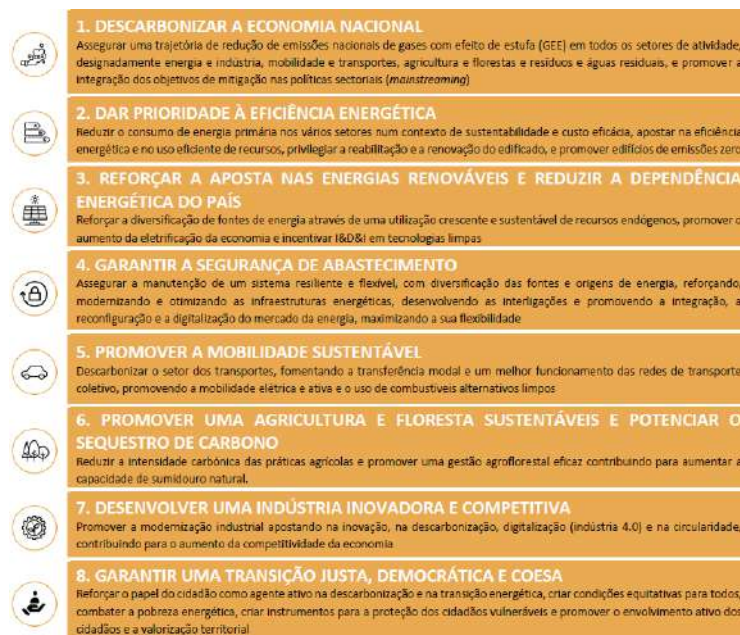 1. DESCARBONIZAR A ECONOMIA NACIONAL
Assegurar uma trajetória de redução de emissões nacionais de gases com efeito de estufa (GEE) em todos os setores de atividade,
designadamente energia e indústria, mobilidade e transportes, agricultura e florestas e resíduos e águas residuais, e promover a
integração dos objetivos de mitigação nas políticas sectoriais (mainstreaming)
2. DAR PRIORIDADE À EFICIÊNCIA ENERGÉTICA
Reduzir o consumo de energia primária nos vários setores num contexto de sustentabilidade e custo eficácia, apostar na eficiência
energética e no uso eficiente de recursos, privilegiar a reabilitação e a renovação do edificado, e promover edifícios de emissões zero
3. REFORÇAR A APOSTA NAS ENERGIAS RENOVÁVEIS E REDUZIR A DEPENDÊNCIA
ENERGÉTICA DO PAÍS
Reforçar a diversificação de fontes de energia através de uma utilização crescente e sustentável de recursos endógenos, promover o
aumento da eletrificação da economia e incentivar I&D&I em tecnologias limpas
4. GARANTIR A SEGURANÇA DE ABASTECIMENTO
Assegurar a manutenção de um sistema resiliente e flexível, com diversificação das fontes e origens de energia, reforçando,
modernizando e otimizando as infraestruturas energéticas, desenvolvendo as interligações e promovendo a integração, a
reconfiguração e a digitalização do mercado da energia, maximizando a sua flexibilidade
5. PROMOVER A MOBILIDADE SUSTENTÁVEL
Descarbonizar o setor dos transportes, fomentando a transferência modal e um melhor funcionamento das redes de transporte
coletivo, promovendo a mobilidade elétrica e ativa e o uso de combustíveis alternativos limpos
6. PROMOVER UMA AGRICULTURA E FLORESTA SUSTENTÁVEIS E POTENCIAR O
SEQUESTRO DE CARBONO
Reduzir a intensidade carbónica das práticas agrícolas e promover uma gestão agroflorestal eficaz contribuindo para aumentar a
capacidade de sumidouro natural.
7. DESENVOLVER UMA INDÚSTRIA INOVADORA E COMPETITIVA
Promover a modernização industrial apostando na inovação, na descarbonização, digitalização (indústria 4.0) e na circularidade,
contribuindo para o aumento da competitividade da economia
8. GARANTIR UMA TRANSIÇÃO JUSTA, DEMOCRÁTICA E COESA
Reforçar o papel do cidadão como agente ativo na descarbonização e na transição energética, criar condições equitativas para todos,
combater a pobreza energética, criar instrumentos para a proteção dos cidadãos vulneráveis e promover o envolvimento ativo dos
cidadãos e a valorização territorial